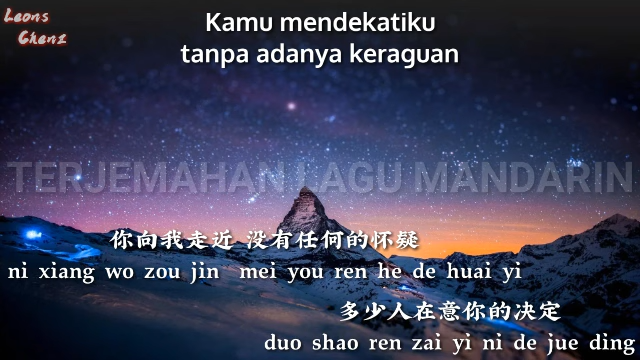 Leons
Chenz
Kamu mendekatiku
tanpa adanya keraguan
TERJEMAHAN LAGU MANDARIN
你向我走近 没有任何的怀疑
ni xiang wo zou jin mei you ren he de huai yi
多少人在意你的决定
duo shao ren zai yi ni de jue ding